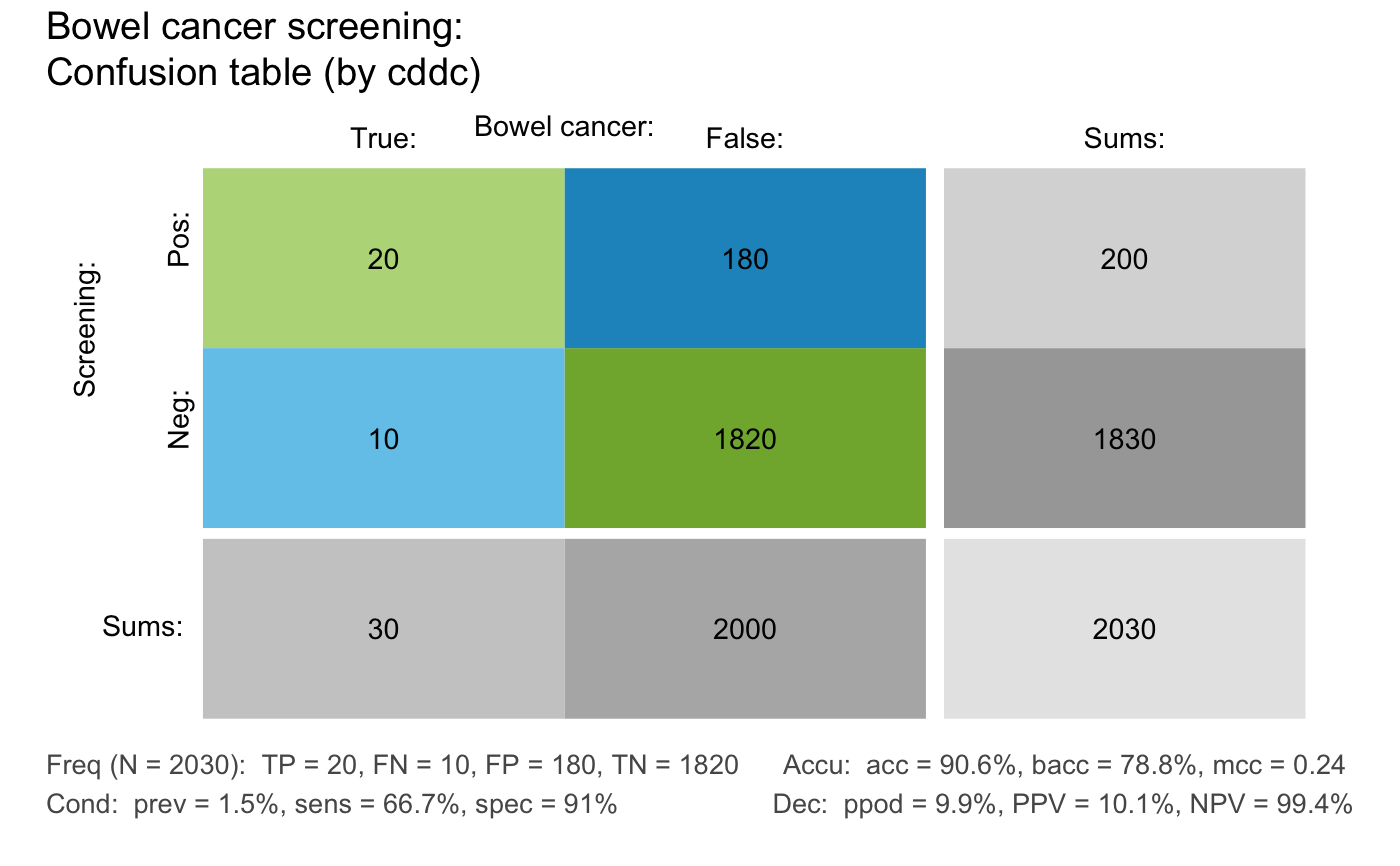 Bowel cancer screening:
Confusion table (by cddc)
Bowel cancer:
True: False: Sums:
Screening:
Pos: 20 180 200
Neg: 10 1820 1830
Sums: 30 2000 2030
Freq (N = 2030): TP = 20, FN = 10, FP = 180, TN = 1820 Accu: acc = 90.6%, bacc = 78.8%, mcc = 0.24
Cond: prev = 1.5%, sens = 66.7%, spec = 91% Dec: ppod = 9.9%, PPV = 10.1%, NPV = 99.4%